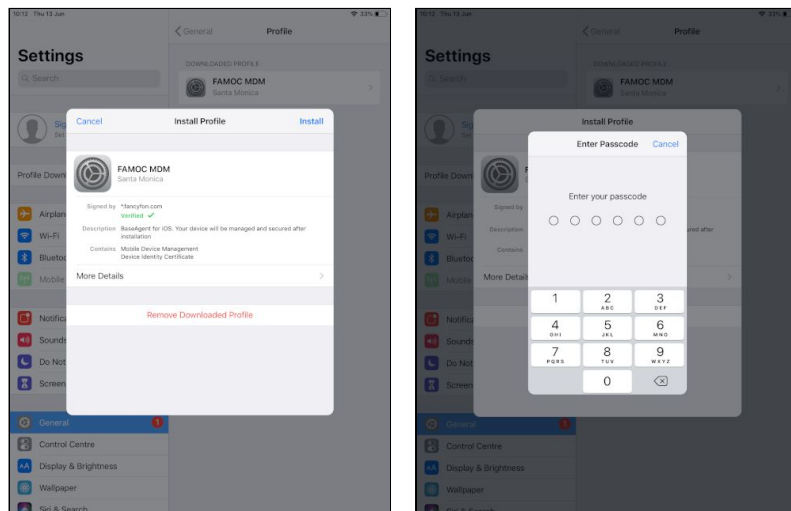 10:12 Thu 13 Jun
33%
General
Profile
Settings
Search
DOWNLOADED PROFILE
FAMOC MDM
Santa Monica
Cancel
Install Profile
Install
FAMOC MDM
Santa Monica
Signed by *.fancyfon.com
Verified ✓
Description BaseAgent for iOS. Your device will be managed and secured after
installation
Contains Mobile Device Management
Device Identity Certificate
More Details
Remove Downloaded Profile
Profile Down
Airplan
Wi-Fi
Bluetoo
Mobile
Notifica
Sounds
Do Not
Screen
General
1
Control Centre
Display & Brightness
Wallpaper
Siri & Search
10:12 Thu 13 Jun
33%
General
Profile
Settings
Search
DOWNLOADED PROFILE
FAMOC MDM
Santa Monica
Install Profile
Enter Passcode
Cancel
Enter your passcode
Signed by
Description
ured after
Contains
More Detail
1
2
ABC
3
DEF
4
GHI
5
JKL
6
MNO
7
PQRS
8
TUV
9
WXYZ
0
Profile Down
Airplan
Wi-Fi
Bluetoo
Mobile
Notifica
Sounds
Do Not
Screen
General
1
Control Centre
Display & Brightness
Wallpaper
Siri & Search